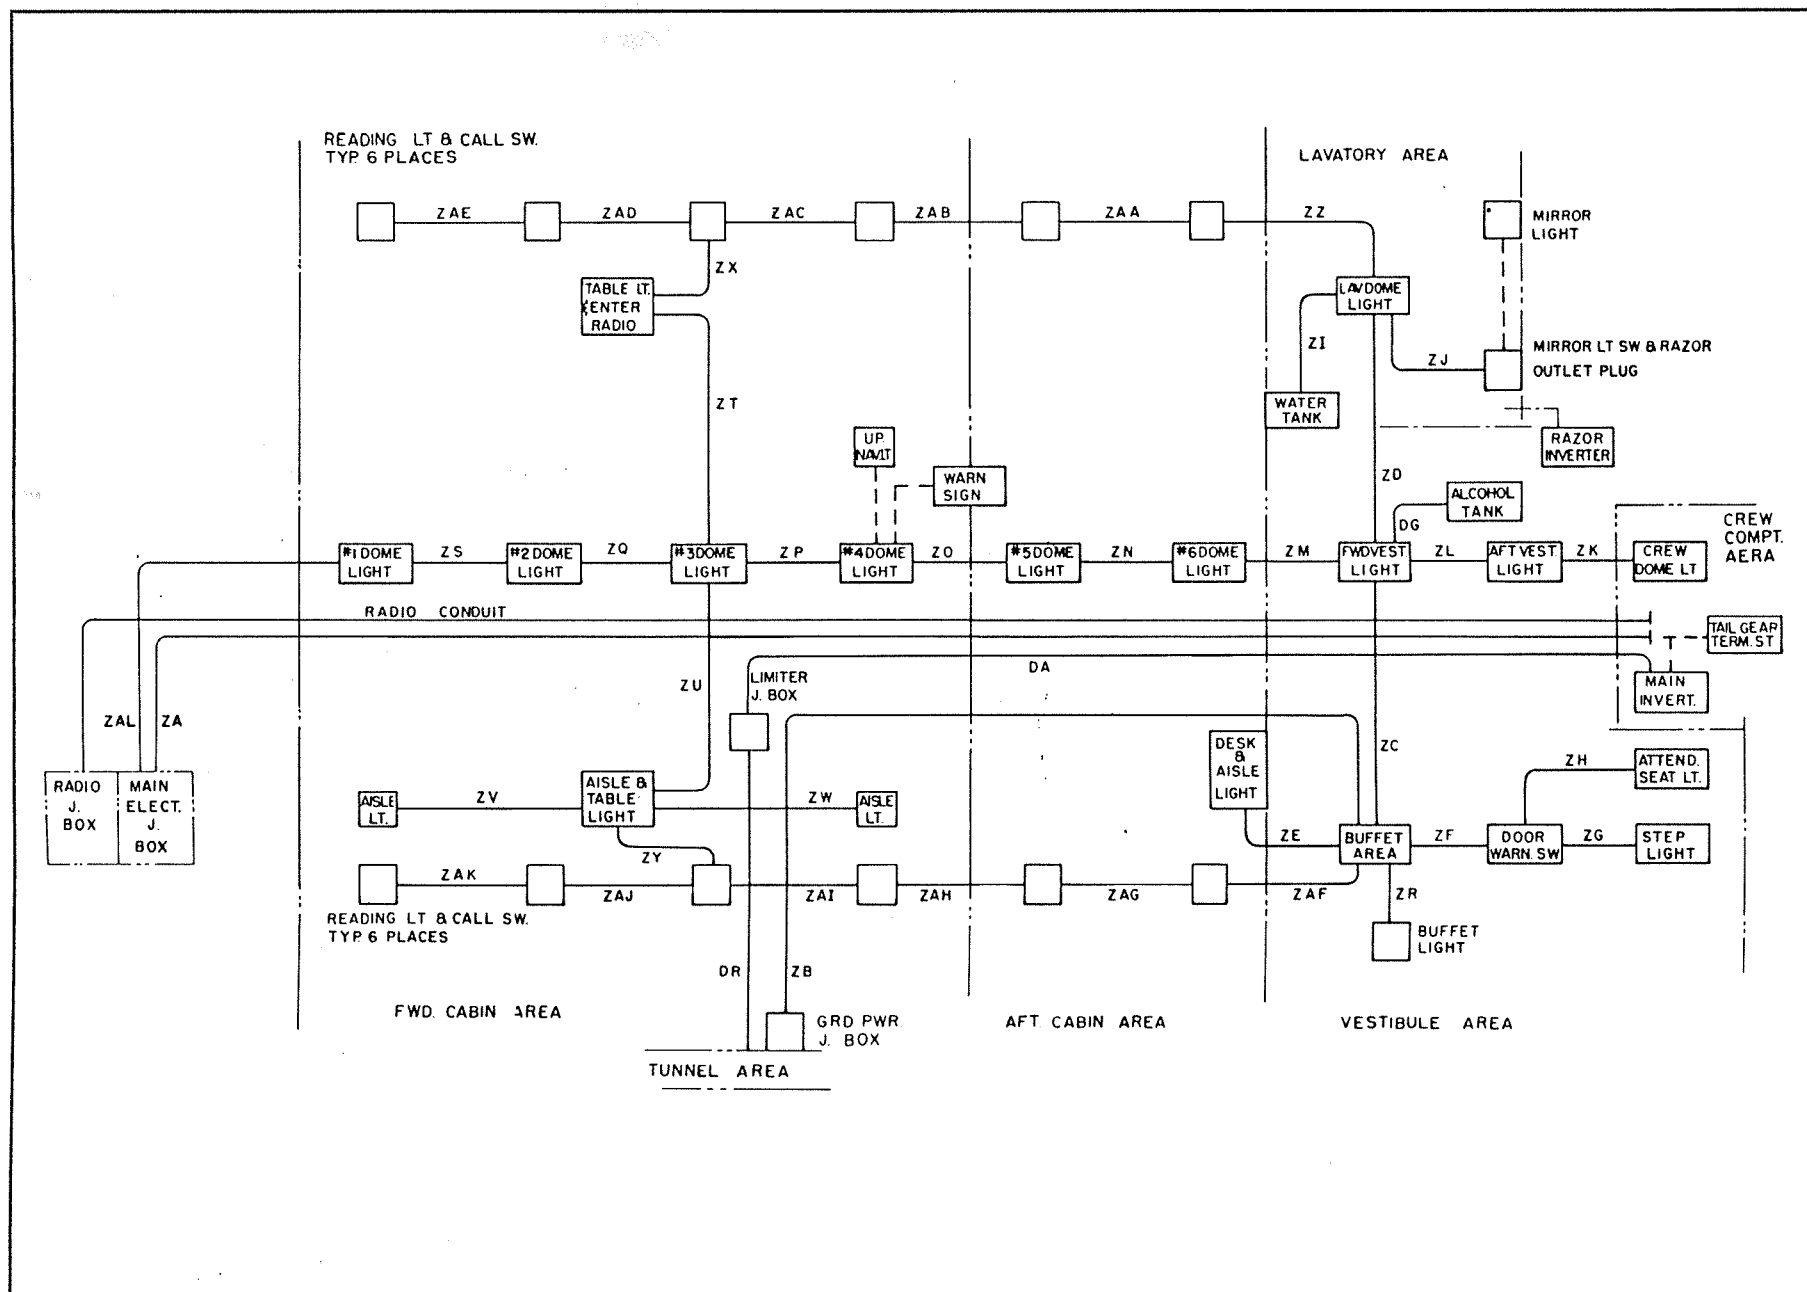 READING LT & CALL SW.
TYP. 6 PLACES
LAVATORY AREA
ZAE
ZAD
ZAC
ZAB
ZAA
ZZ
MIRROR
LIGHT
ZX
TABLE LT.
ENTER
RADIO
LAV DOME
LIGHT
ZI
ZJ
MIRROR LT SW & RAZOR
OUTLET PLUG
ZT
WATER
TANK
UP.
RAZOR
INVERTER
WARN
SIGN
ZD
ALCOHOL
TANK
DG
CREW
COMPT.
AERA
#1 DOME
LIGHT
ZS
#2 DOME
LIGHT
ZQ
#3 DOME
LIGHT
ZP
#4 DOME
LIGHT
ZO
#5 DOME
LIGHT
ZN
#6 DOME
LIGHT
ZM
FWD VEST.
LIGHT
ZL
AFT VEST.
LIGHT
ZK
CREW
DOME LT
RADIO CONDUIT
TAIL GEAR
TERM. ST
DA
MAIN
INVERT.
LIMITER
J. BOX
ZU
ZAL
ZA
ZC
DESK
&
AISLE
LIGHT
ZH
ATTEND.
SEAT LT.
RADIO
J.
BOX
MAIN
ELECT.
J.
BOX
AISLE
LT.
ZV
AISLE &
TABLE
LIGHT
ZW
AISLE
LT.
ZE
BUFFET
AREA
ZF
DOOR
WARN. SW
ZG
STEP
LIGHT
ZY
ZAK
ZAJ
ZAI
ZAH
ZAG
ZAF
ZR
READING LT & CALL SW.
TYP. 6 PLACES
BUFFET
LIGHT
DR
ZB
FWD. CABIN AREA
GRD PWR.
J. BOX
AFT. CABIN AREA
VESTIBULE AREA
TUNNEL AREA